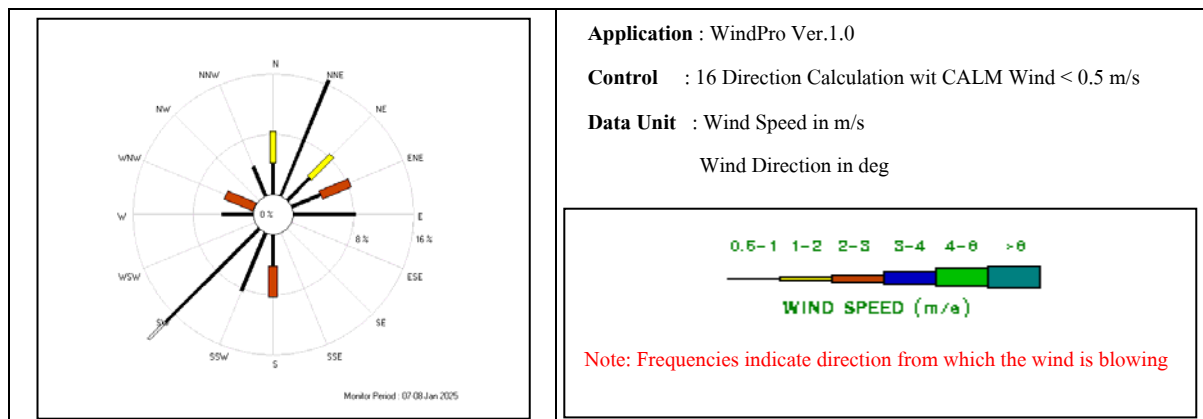 N
NNW
NNE
NW
NE
WNW
ENE
W
0 %
E
8 %
16 %
WSW
ESE
SW
SE
SSW
SSE
S
Monitor Period : 07-08 Jan 2025
Application : WindPro Ver.1.0
Control : 16 Direction Calculation wit CALM Wind < 0.5 m/s
Data Unit : Wind Speed in m/s
Wind Direction in deg
0.5-1 1-2 2-3 3-4 4-6 >6
WIND SPEED (m/s)
Note: Frequencies indicate direction from which the wind is blowing